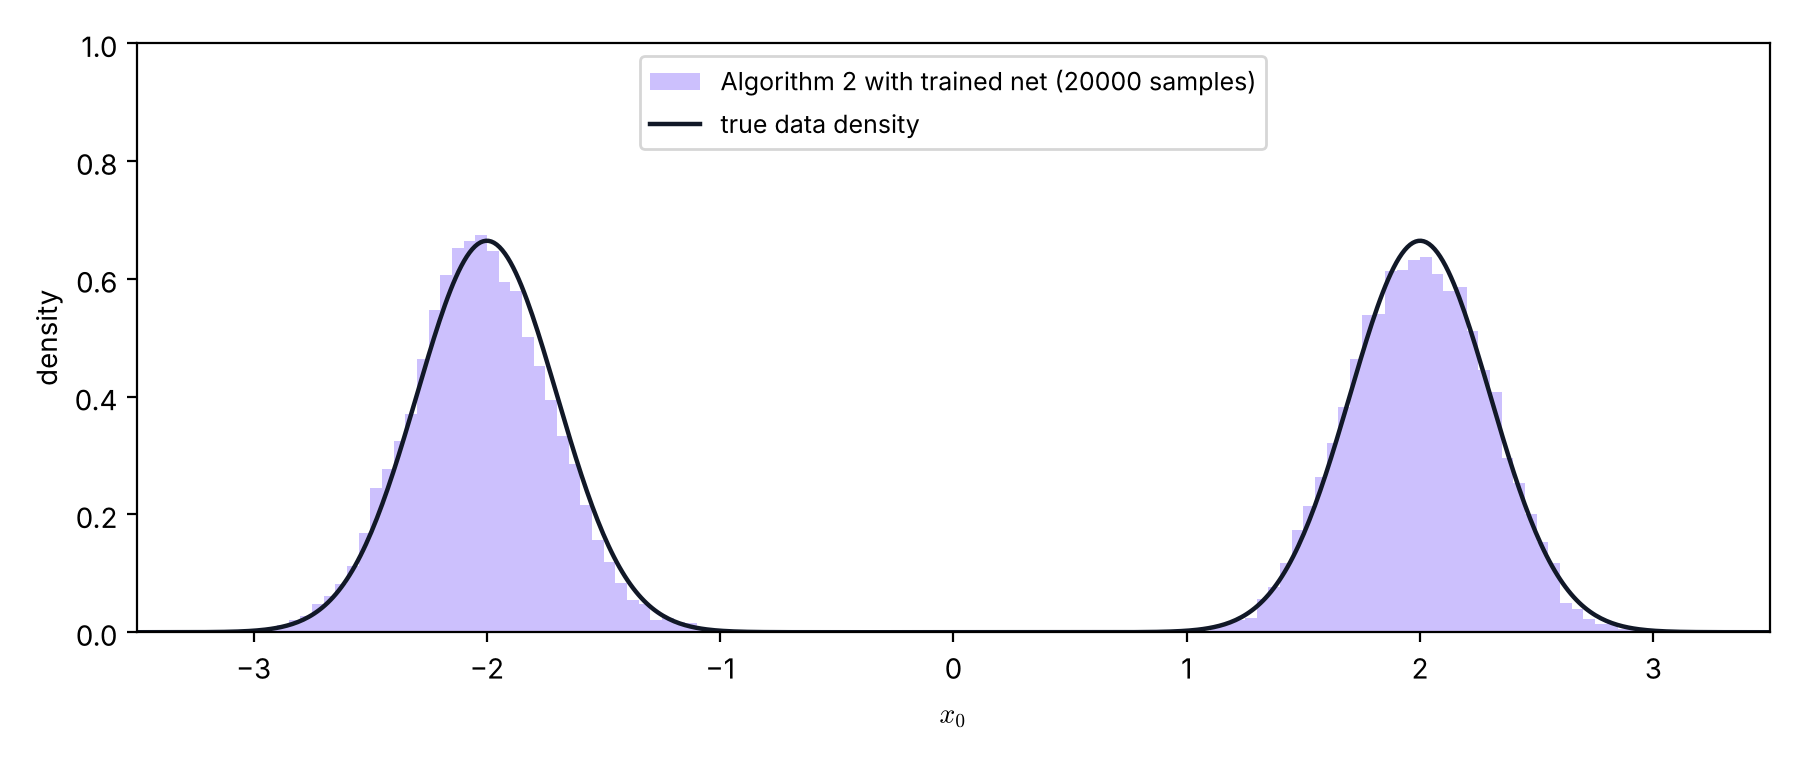 1.0
0.8
0.6
0.4
0.2
0.0
density
Algorithm 2 with trained net (20000 samples)
true data density
−3 −2 −1 0 1 2 3
x₀